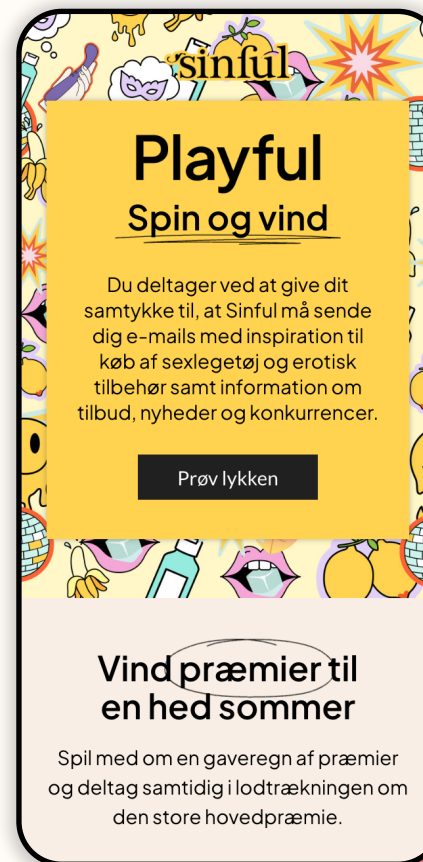 sinful
Playful
Spin og vind
Du deltager ved at give dit
samtykke til, at Sinful må sende
dig e-mails med inspiration til
køb af sexlegetøj og erotisk
tilbehør samt information om
tilbud, nyheder og konkurrencer.
Prøv lykken
Vind præmier til
en hed sommer
Spil med om en gaveregn af præmier
og deltag samtidig i lodtrækningen om
den store hovedpræmie.